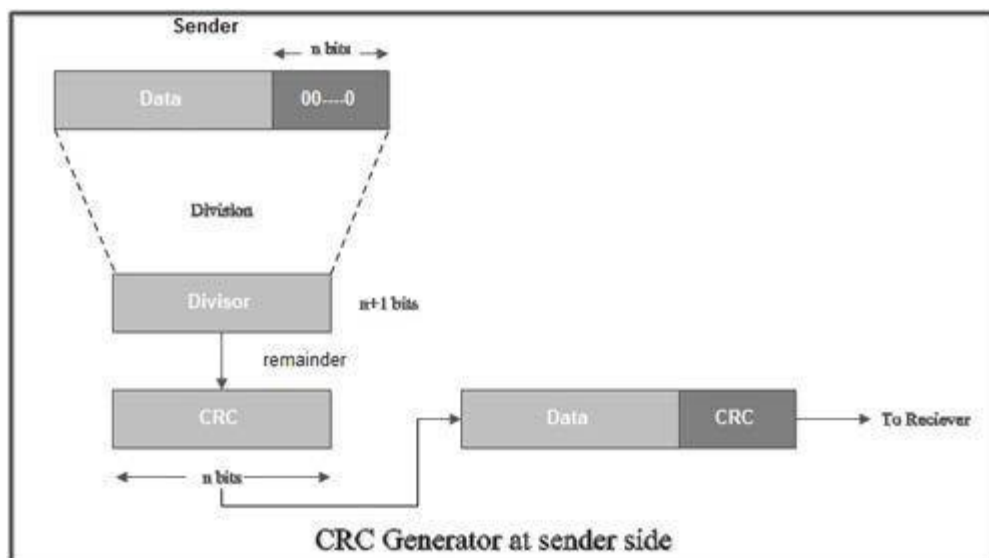 Sender
n bits
Data
00----0
Division
Divisor
n+1 bits
remainder
CRC
Data
CRC
To Reciever
n bits
CRC Generator at sender side